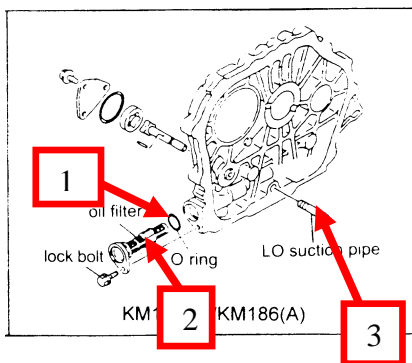 1
oil filter
O ring
lock bolt
LO suction pipe
2
3
KM1 /KM186(A)